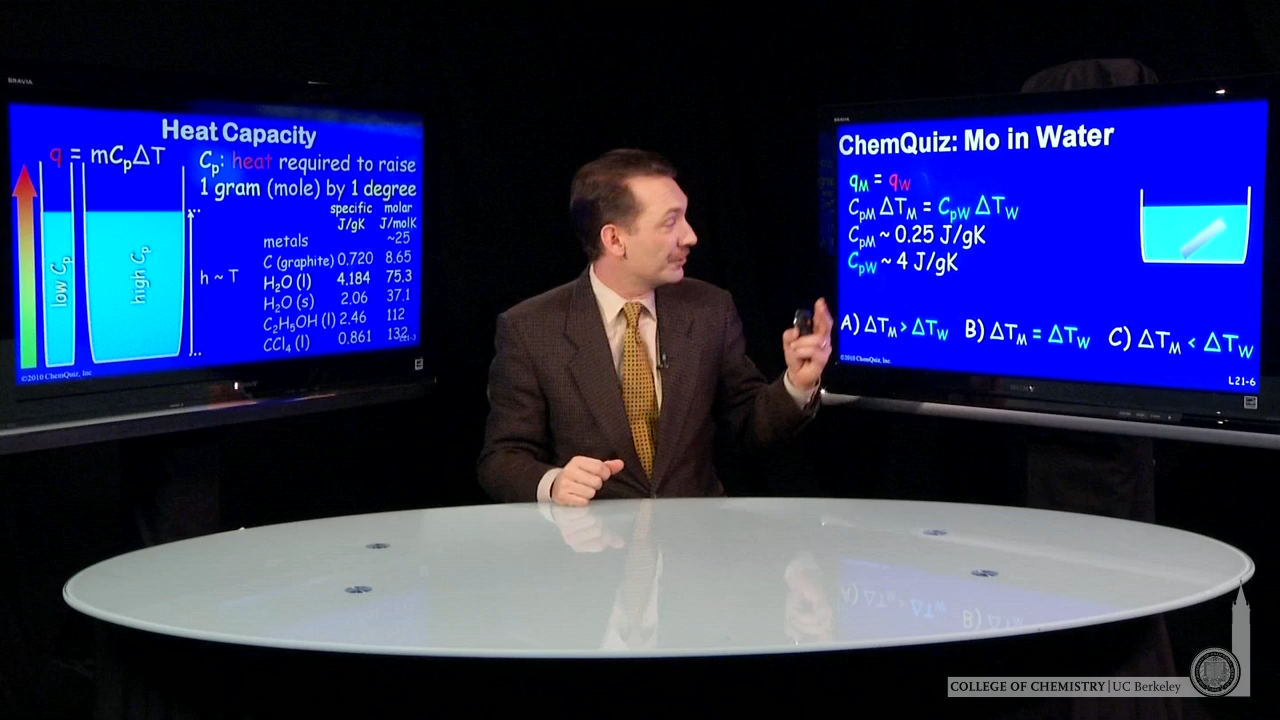 BRAVIA
Heat Capacity
q = mCpΔT
Cp: heat required to raise
1 gram (mole) by 1 degree
specific molar
J/gK J/molK
metals ~25
C (graphite) 0.720 8.65
H₂O (l) 4.184 75.3
H₂O (s) 2.06 37.1
C₂H₅OH (l) 2.46 112
CCl₄ (l) 0.861 132
low Cp
high Cp
h ~ T
©2010 ChemQuiz, Inc
L21-3
BRAVIA
ChemQuiz: Mo in Water
qM = qW
CpM ΔTM = CpW ΔTW
CpM ~ 0.25 J/gK
CpW ~ 4 J/gK
A) ΔTM > ΔTW B) ΔTM = ΔTW C) ΔTM < ΔTW
©2010 ChemQuiz, Inc.
L21-6
COLLEGE OF CHEMISTRY | UC Berkeley